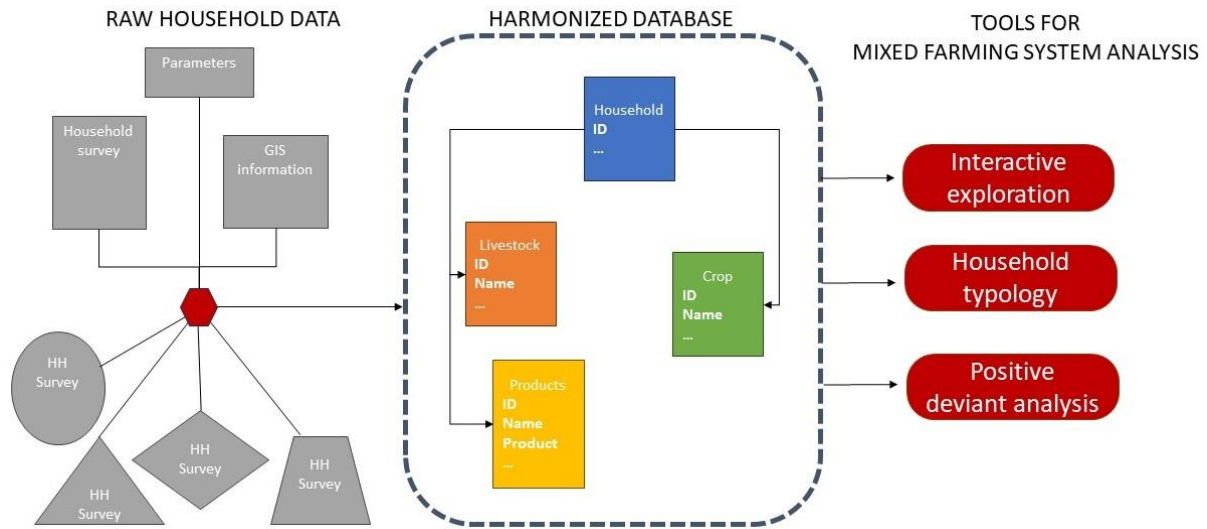 RAW HOUSEHOLD DATA
Parameters
Household
survey
GIS
information
HH
Survey
HH
Survey
HH
Survey
HH
Survey
HARMONIZED DATABASE
Household
ID
...
Livestock
ID
Name
...
Crop
ID
Name
...
Products
ID
Name
Product
...
TOOLS FOR
MIXED FARMING SYSTEM ANALYSIS
Interactive
exploration
Household
typology
Positive
deviant analysis